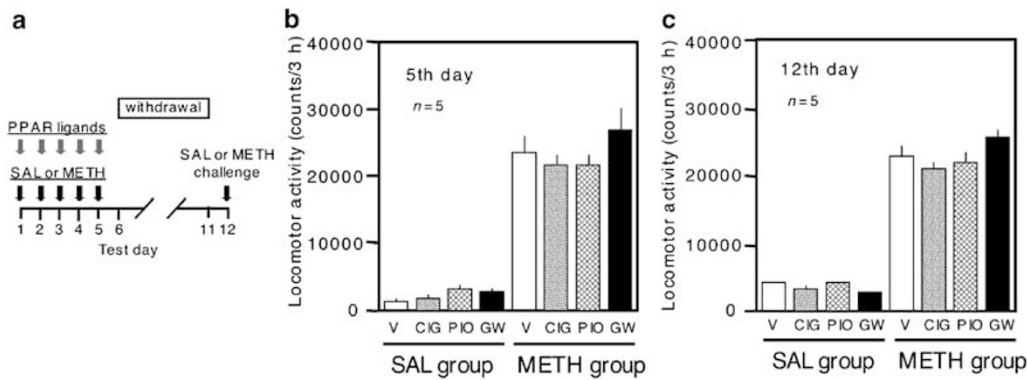 a
withdrawal
PPAR ligands
SAL or METH
SAL or METH
challenge
1 2 3 4 5 6 11 12
Test day
b
Locomotor activity (counts/3 h)
40000
30000
20000
10000
0
5th day
n=5
V CIG PIO GW V CIG PIO GW
SAL group METH group
c
Locomotor activity (counts/3 h)
40000
30000
20000
10000
0
12th day
n=5
V CIG PIO GW V CIG PIO GW
SAL group METH group